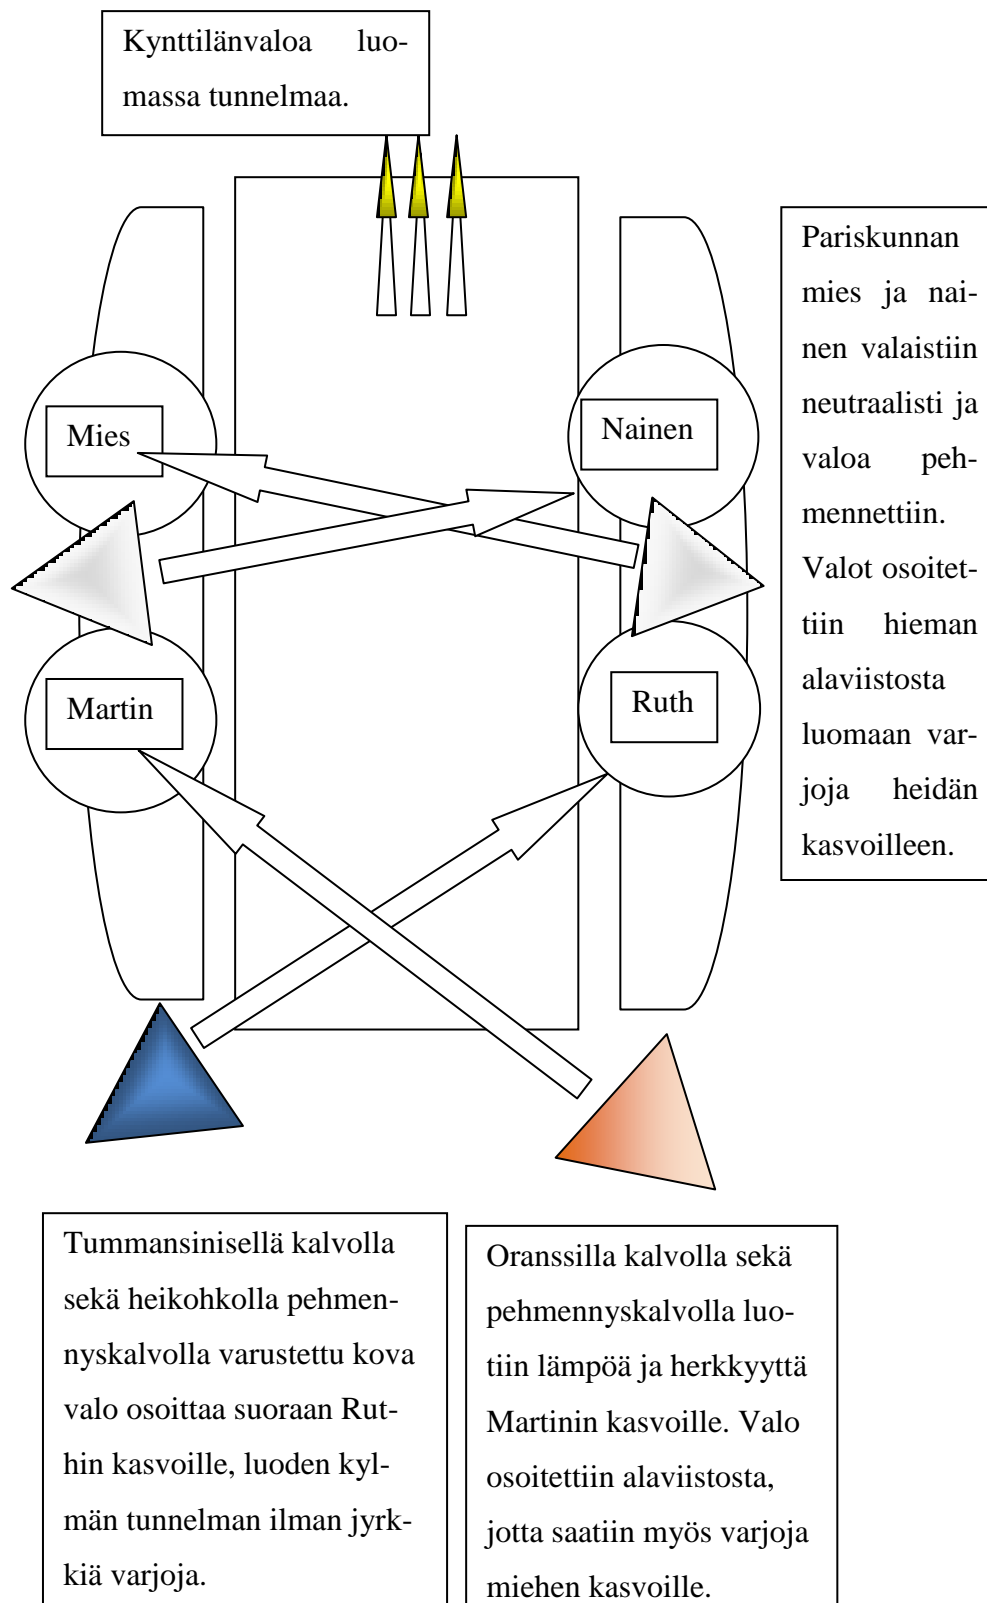 Kynttilänvaloa luo-
massa tunnelmaa.
Pariskunnan
mies ja nai-
nen valaistiin
neutraalisti ja
valoa peh-
mennettiin.
Valot osoitet-
tiin hieman
alaviistosta
luomaan var-
joja heidän
kasvoilleen.
Mies
Nainen
Martin
Ruth
Tummansinisellä kalvolla
sekä heikohkolla pehmen-
nyskalvolla varustettu kova
valo osoittaa suoraan Rut-
hin kasvoille, luoden kyl-
män tunnelman ilman jyrk-
kiä varjoja.
Oranssilla kalvolla sekä
pehmennyskalvolla luo-
tiin lämpöä ja herkkyyttä
Martinin kasvoille. Valo
osoitettiin alaviistosta,
jotta saatiin myös varjoja
miehen kasvoille.